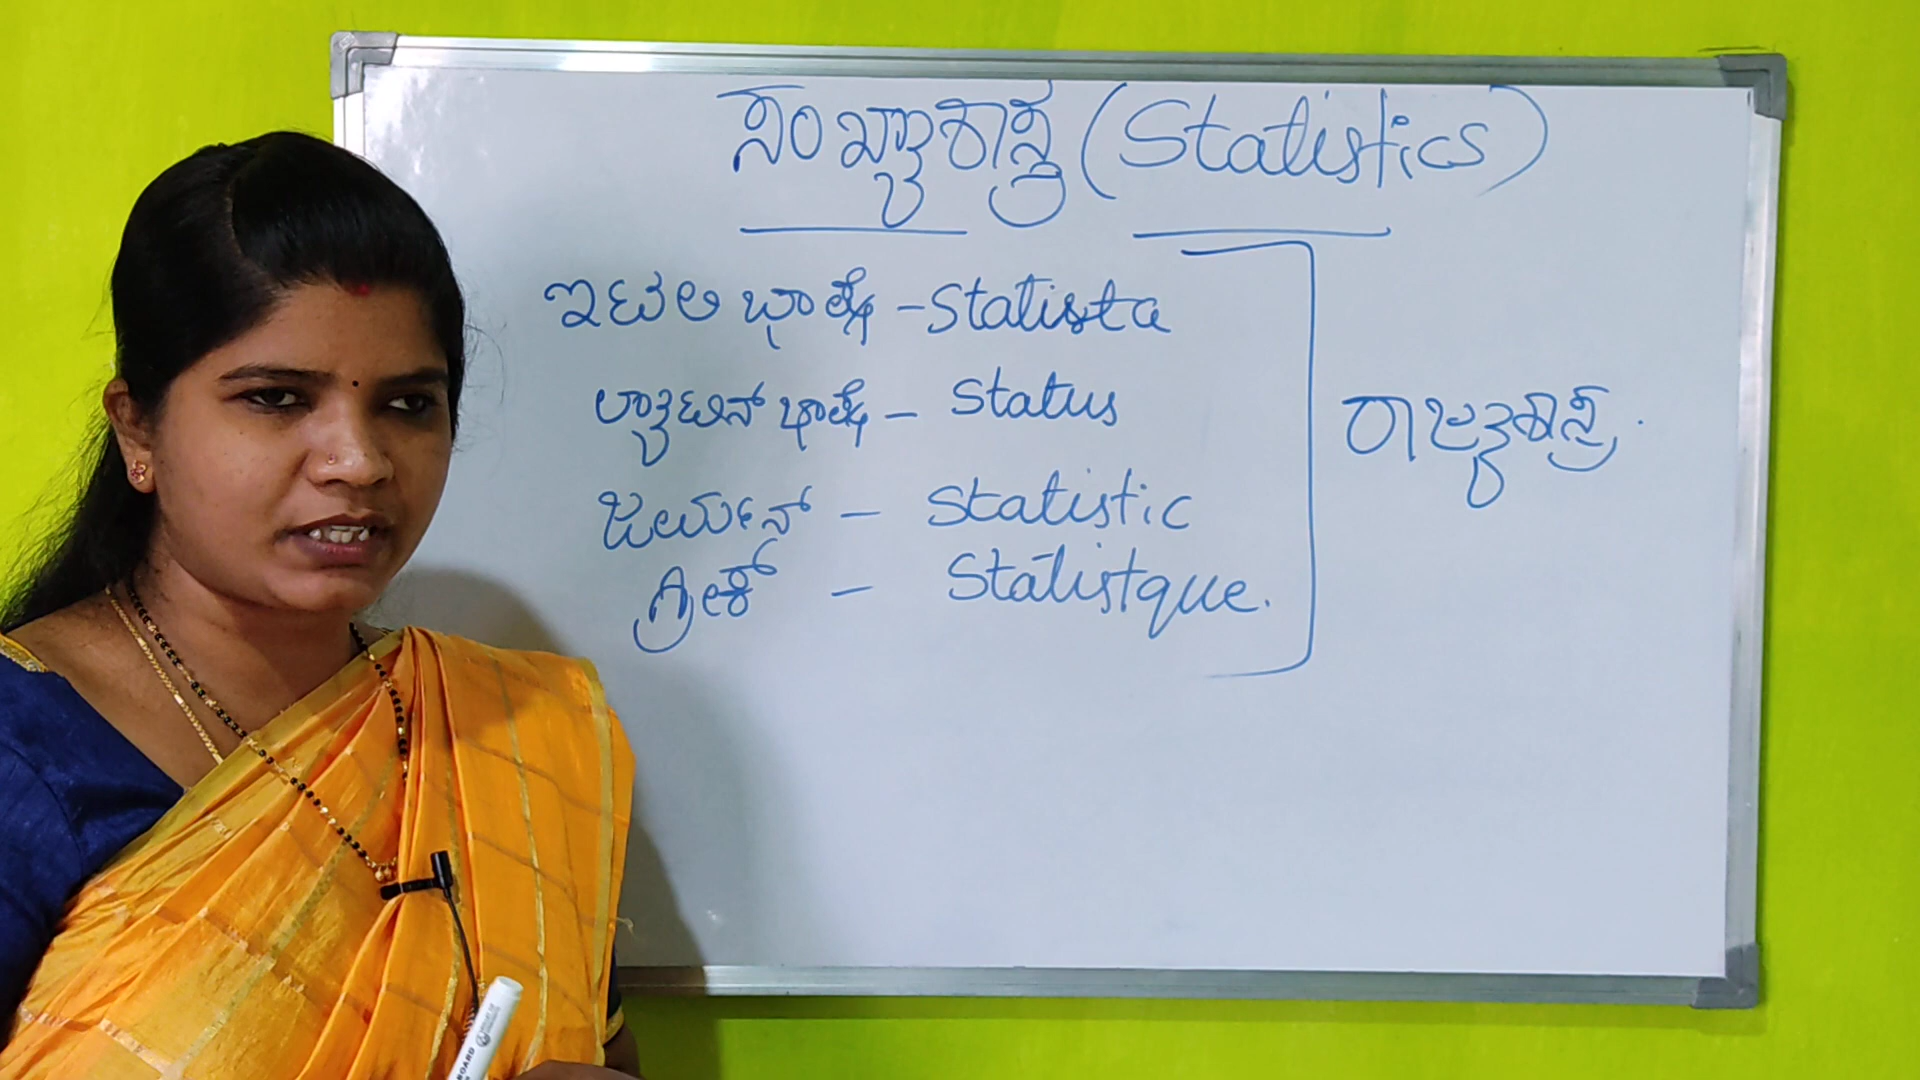 ಸಂಖ್ಯಾಶಾಸ್ತ್ರ (Statistics)
ಇಟಲಿ ಭಾಷೆ - Statista
ಲ್ಯಾಟಿನ್ ಭಾಷೆ - Status
ಜರ್ಮನ್ - Statistic
ಗ್ರೀಕ್ - Statistque.
ರಾಜ್ಯಶಾಸ್ತ್ರ.